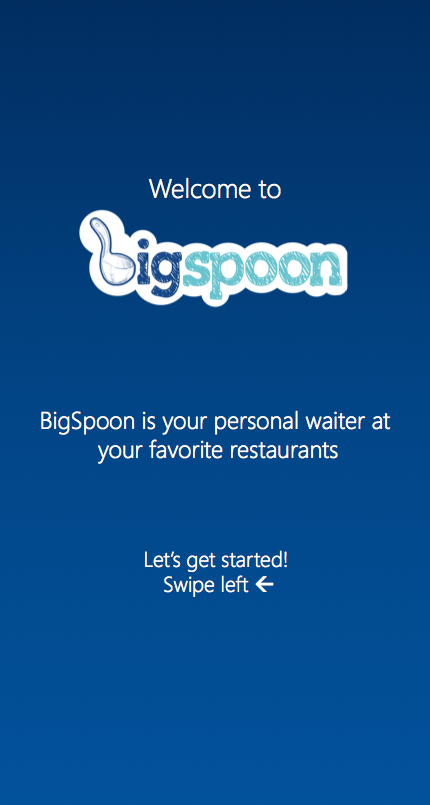 Welcome to
bigspoon
BigSpoon is your personal waiter at
your favorite restaurants
Let's get started!
Swipe left ←